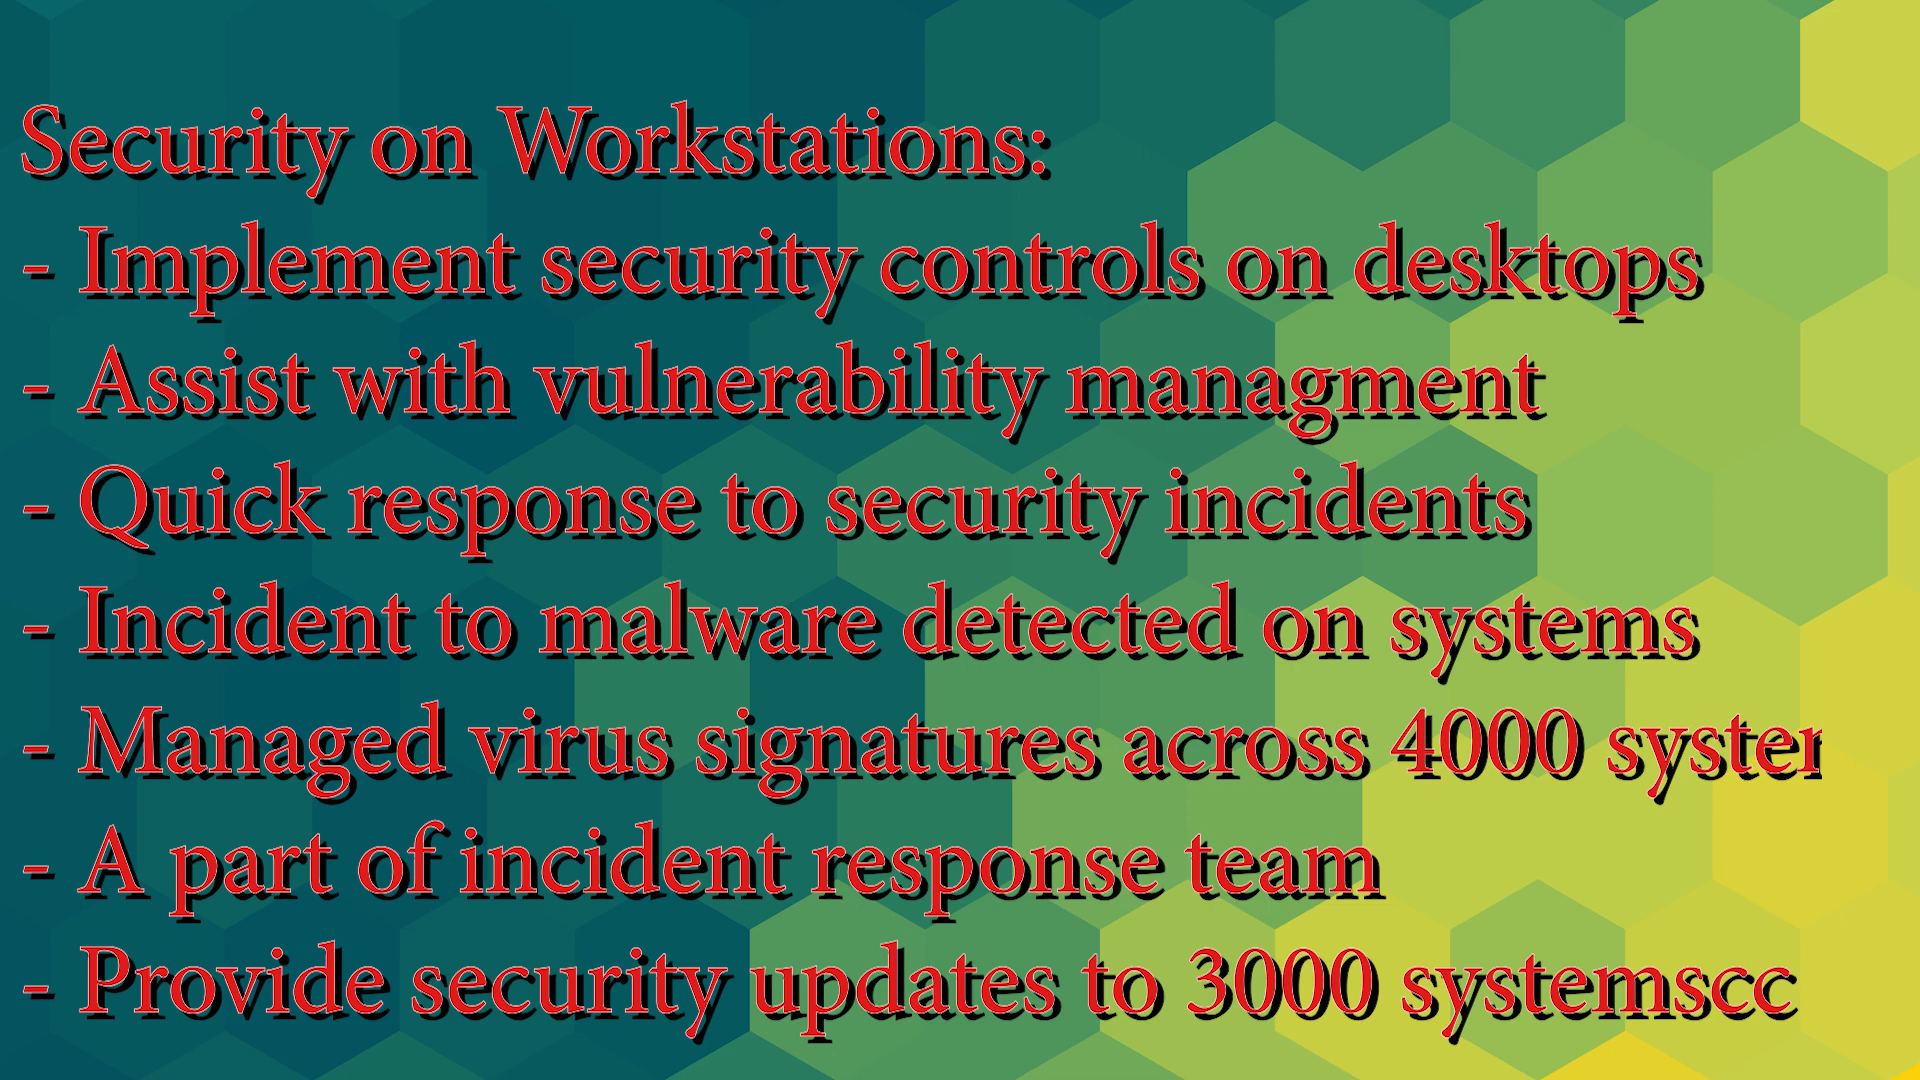 Security on Workstations:
- Implement security controls on desktops
- Assist with vulnerability managment
- Quick response to security incidents
- Incident to malware detected on systems
- Managed virus signatures across 4000
- A part of incident response team
- Provide security updates to 3000 systemscc